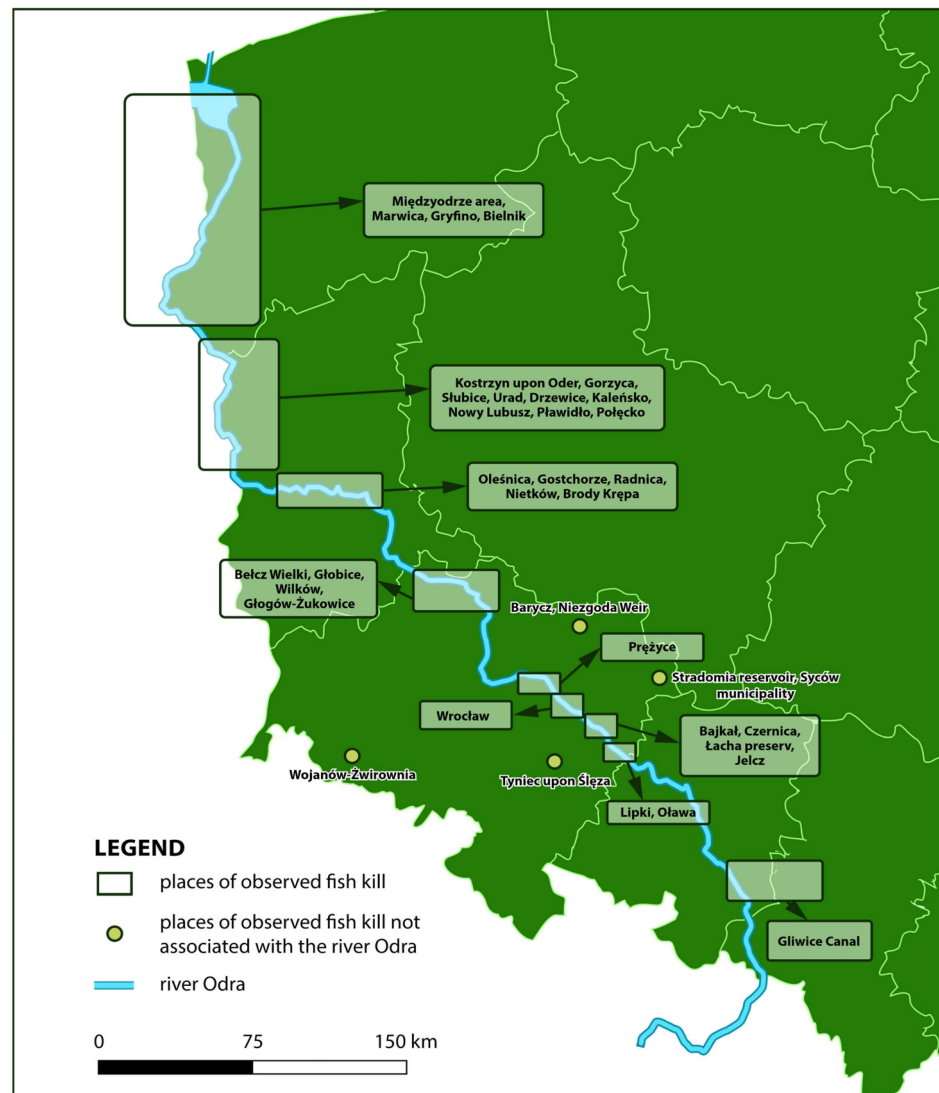 Międzyodrze area,
Marwica, Gryfino, Bielnik
Kostrzyn upon Oder, Gorzyca,
Słubice, Urad, Drzewice, Kaleńsko,
Nowy Lubusz, Pławidło, Połęcko
Oleśnica, Gostchorze, Radnica,
Nietków, Brody Krępa
Bełcz Wielki, Głobice,
Wilków,
Głogów-Żukowice
Barycz, Niezgoda Weir
Prężyce
Stradomia reservoir, Syców
municipality
Wrocław
Bajkał, Czernica,
Łacha preserv,
Jelcz
Wojanów-Żwirownia
Tyniec upon Ślęza
Lipki, Oława
Gliwice Canal
LEGEND
places of observed fish kill
places of observed fish kill not
associated with the river Odra
river Odra
0 75 150 km